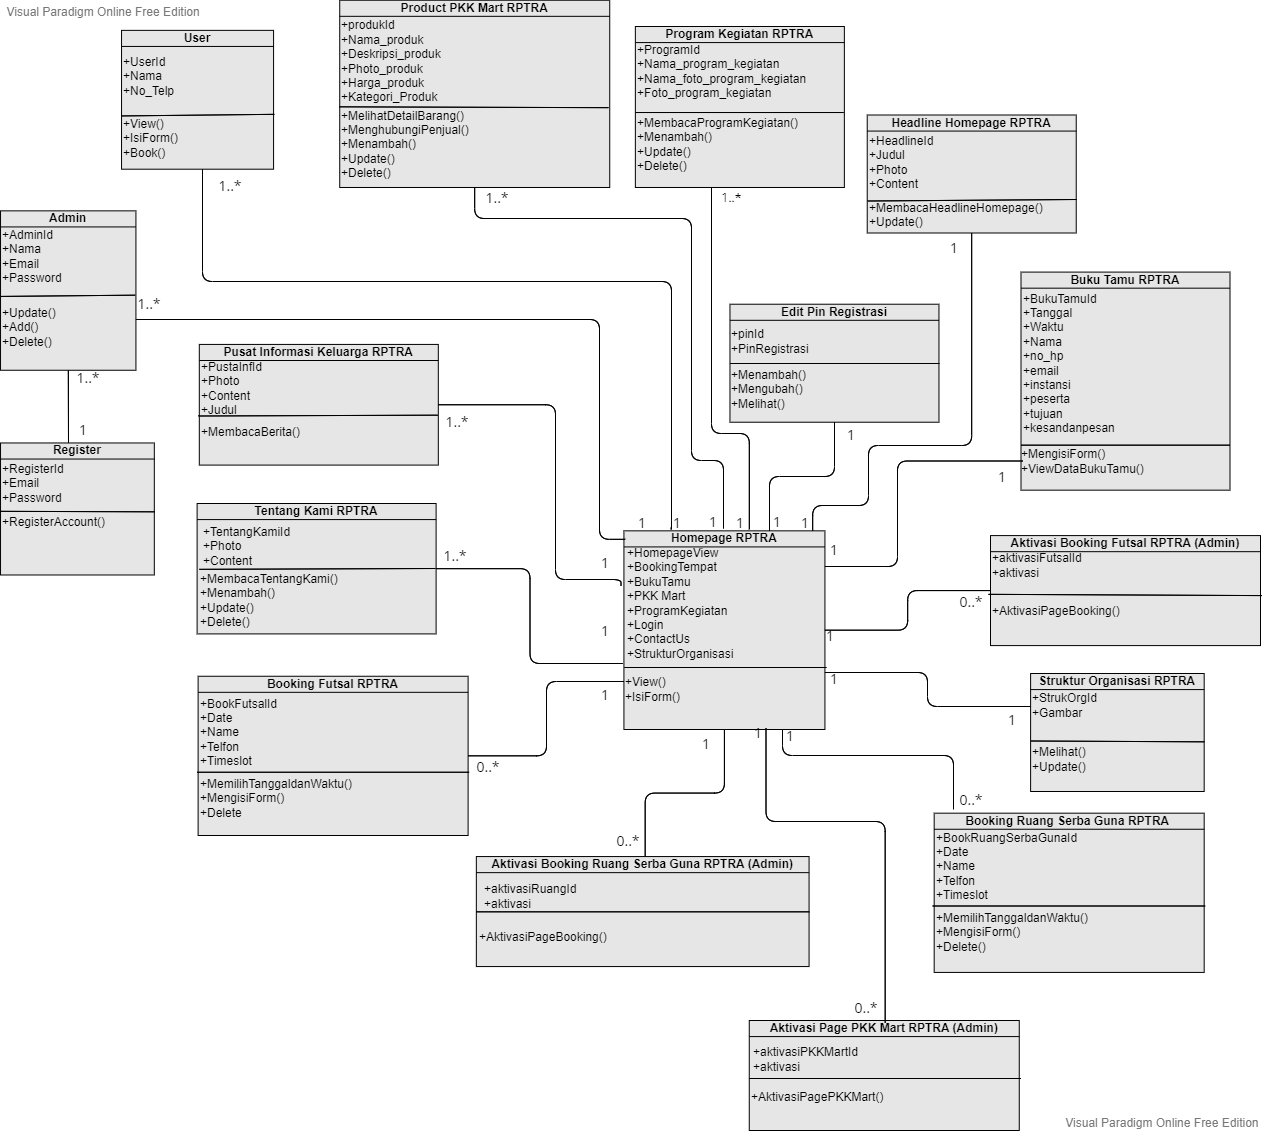 Visual Paradigm Online Free Edition
User
+UserId
+Nama
+No_Telp
+View()
+IsiForm()
+Book()
1..*
Product PKK Mart RPTRA
+produkId
+Nama_produk
+Deskripsi_produk
+Photo_produk
+Harga_produk
+Kategori_Produk
+MelihatDetailBarang()
+MenghubungiPenjual()
+Menambah()
+Update()
+Delete()
1..*
Program Kegiatan RPTRA
+ProgramId
+Nama_program_kegiatan
+Nama_foto_program_kegiatan
+Foto_program_kegiatan
+MembacaProgramKegiatan()
+Menambah()
+Update()
+Delete()
1..*
Headline Homepage RPTRA
+HeadlineId
+Judul
+Photo
+Content
+MembacaHeadlineHomepage()
+Update()
1
Admin
+AdminId
+Nama
+Email
+Password
+Update()
+Add()
+Delete()
1..*
1..*
1
Register
+RegisterId
+Email
+Password
+RegisterAccount()
Pusat Informasi Keluarga RPTRA
+PustaInfId
+Photo
+Content
+Judul
+MembacaBerita()
1..*
Edit Pin Registrasi
+pinId
+PinRegistrasi
+Menambah()
+Mengubah()
+Melihat()
1
Buku Tamu RPTRA
+BukuTamuId
+Tanggal
+Waktu
+Nama
+no_hp
+email
+instansi
+peserta
+tujuan
+kesandanpesan
+MengisiForm()
+ViewDataBukuTamu()
1
Tentang Kami RPTRA
+TentangKamiId
+Photo
+Content
+MembacaTentangKami()
+Menambah()
+Update()
+Delete()
1..*
1
1
1
1
1
1
Homepage RPTRA
+HomepageView
+BookingTempat
+BukuTamu
+PKK Mart
+ProgramKegiatan
+Login
+ContactUs
+StrukturOrganisasi
+View()
+IsiForm()
1
1
1
1
1
1
1
1
1
Aktivasi Booking Futsal RPTRA (Admin)
+aktivasiFutsalId
+aktivasi
+AktivasiPageBooking()
0..*
Booking Futsal RPTRA
+BookFutsalId
+Date
+Name
+Telfon
+Timeslot
+MemilihTanggaldanWaktu()
+MengisiForm()
+Delete
0..*
Struktur Organisasi RPTRA
+StrukOrgId
+Gambar
+Melihat()
+Update()
1
0..*
Aktivasi Booking Ruang Serba Guna RPTRA (Admin)
+aktivasiRuangId
+aktivasi
+AktivasiPageBooking()
0..*
Booking Ruang Serba Guna RPTRA
+BookRuangSerbaGunaId
+Date
+Name
+Telfon
+Timeslot
+MemilihTanggaldanWaktu()
+MengisiForm()
+Delete()
0..*
Aktivasi Page PKK Mart RPTRA (Admin)
+aktivasiPKKMartId
+aktivasi
+AktivasiPagePKKMart()
Visual Paradigm Online Free Edition